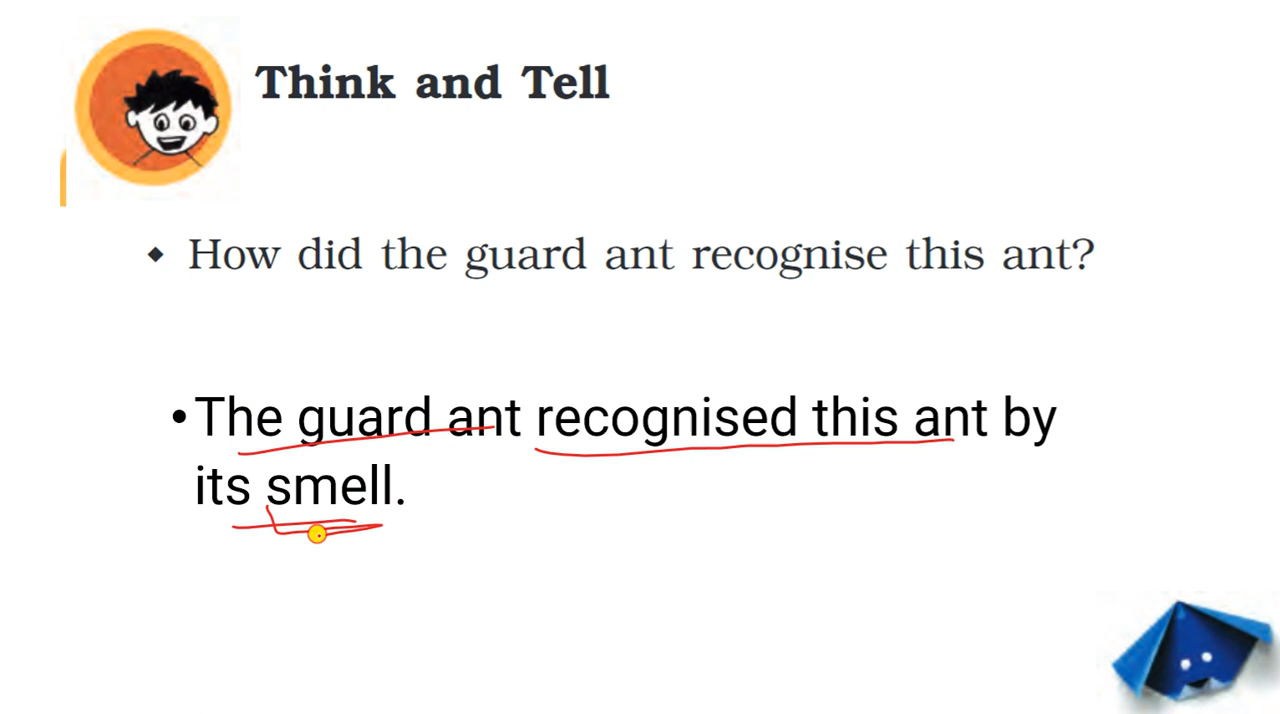 Think and Tell
◆ How did the guard ant recognise this ant?
• The guard ant recognised this ant by
its smell.